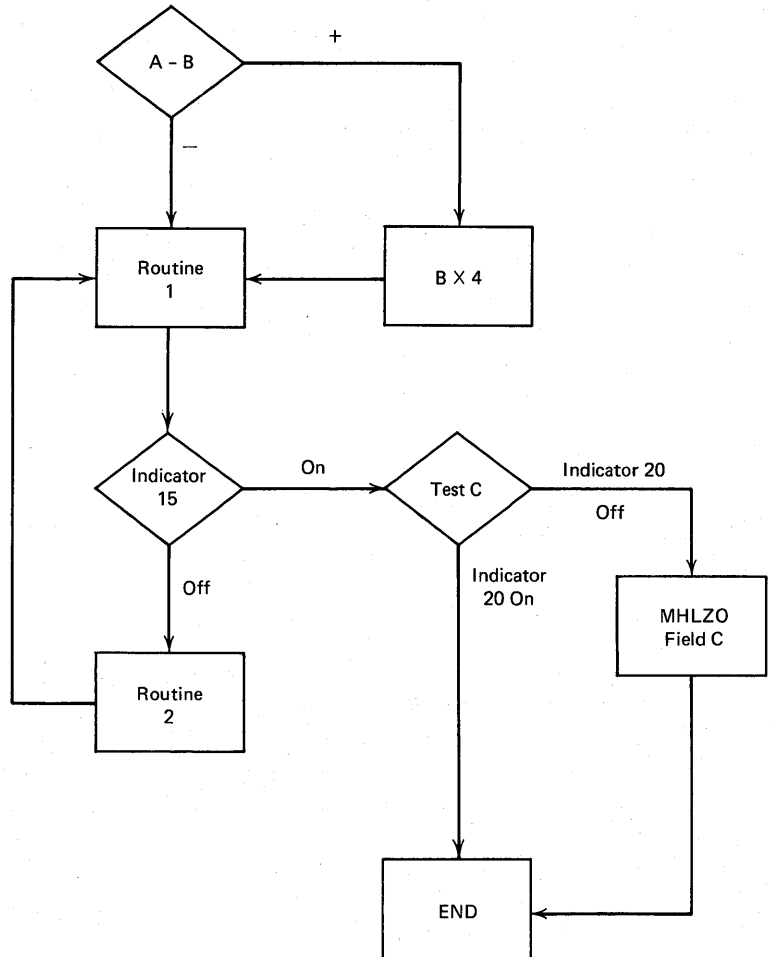 A – B
+
–
Routine
1
B X 4
Indicator
15
On
Test C
Indicator 20
Off
Off
Indicator
20 On
MHLZO
Field C
Routine
2
END